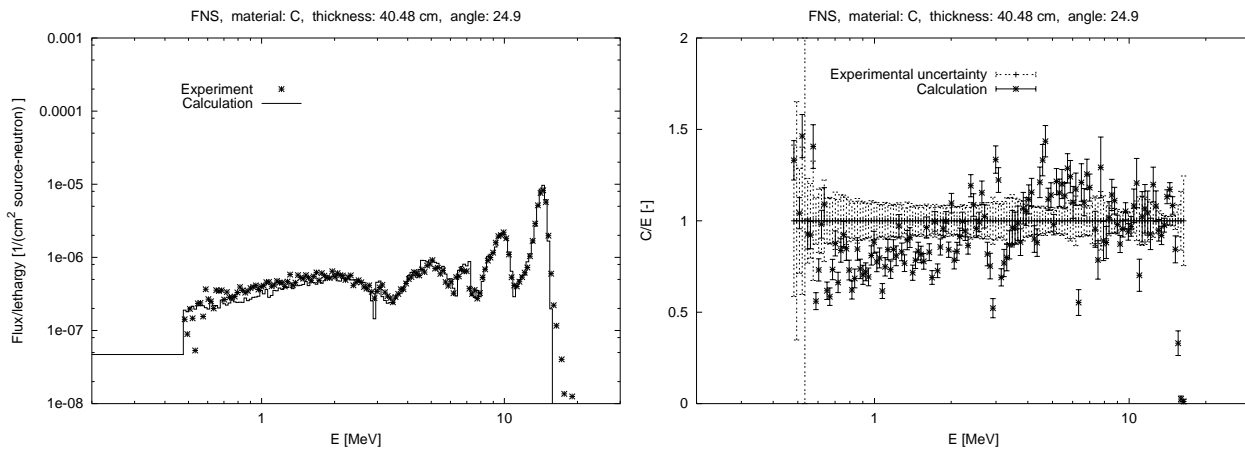 FNS, material: C, thickness: 40.48 cm, angle: 24.9
Flux/lethargy [1/(cm^2 source-neutron) ]
0.001
0.0001
1e-05
1e-06
1e-07
1e-08
Experiment
Calculation
1
10
E [MeV]
FNS, material: C, thickness: 40.48 cm, angle: 24.9
C/E [-]
2
1.5
1
0.5
0
Experimental uncertainty
Calculation
1
10
E [MeV]